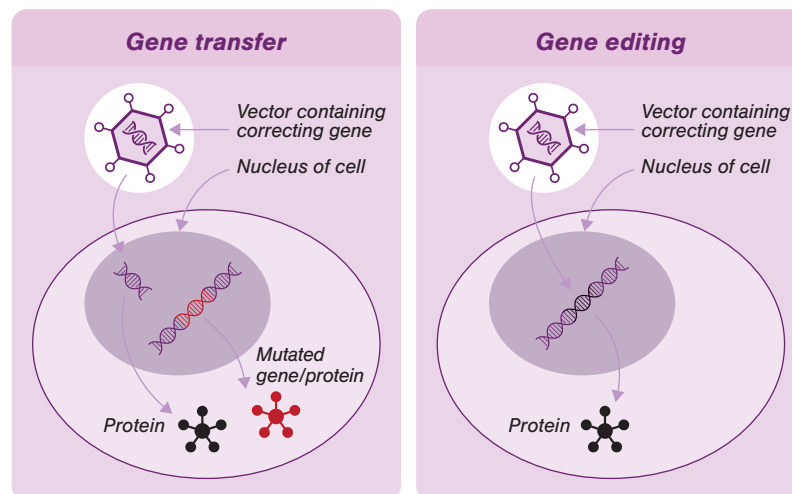 Gene transfer
Vector containing
correcting gene
Nucleus of cell
Mutated
gene/protein
Protein
Gene editing
Vector containing
correcting gene
Nucleus of cell
Protein